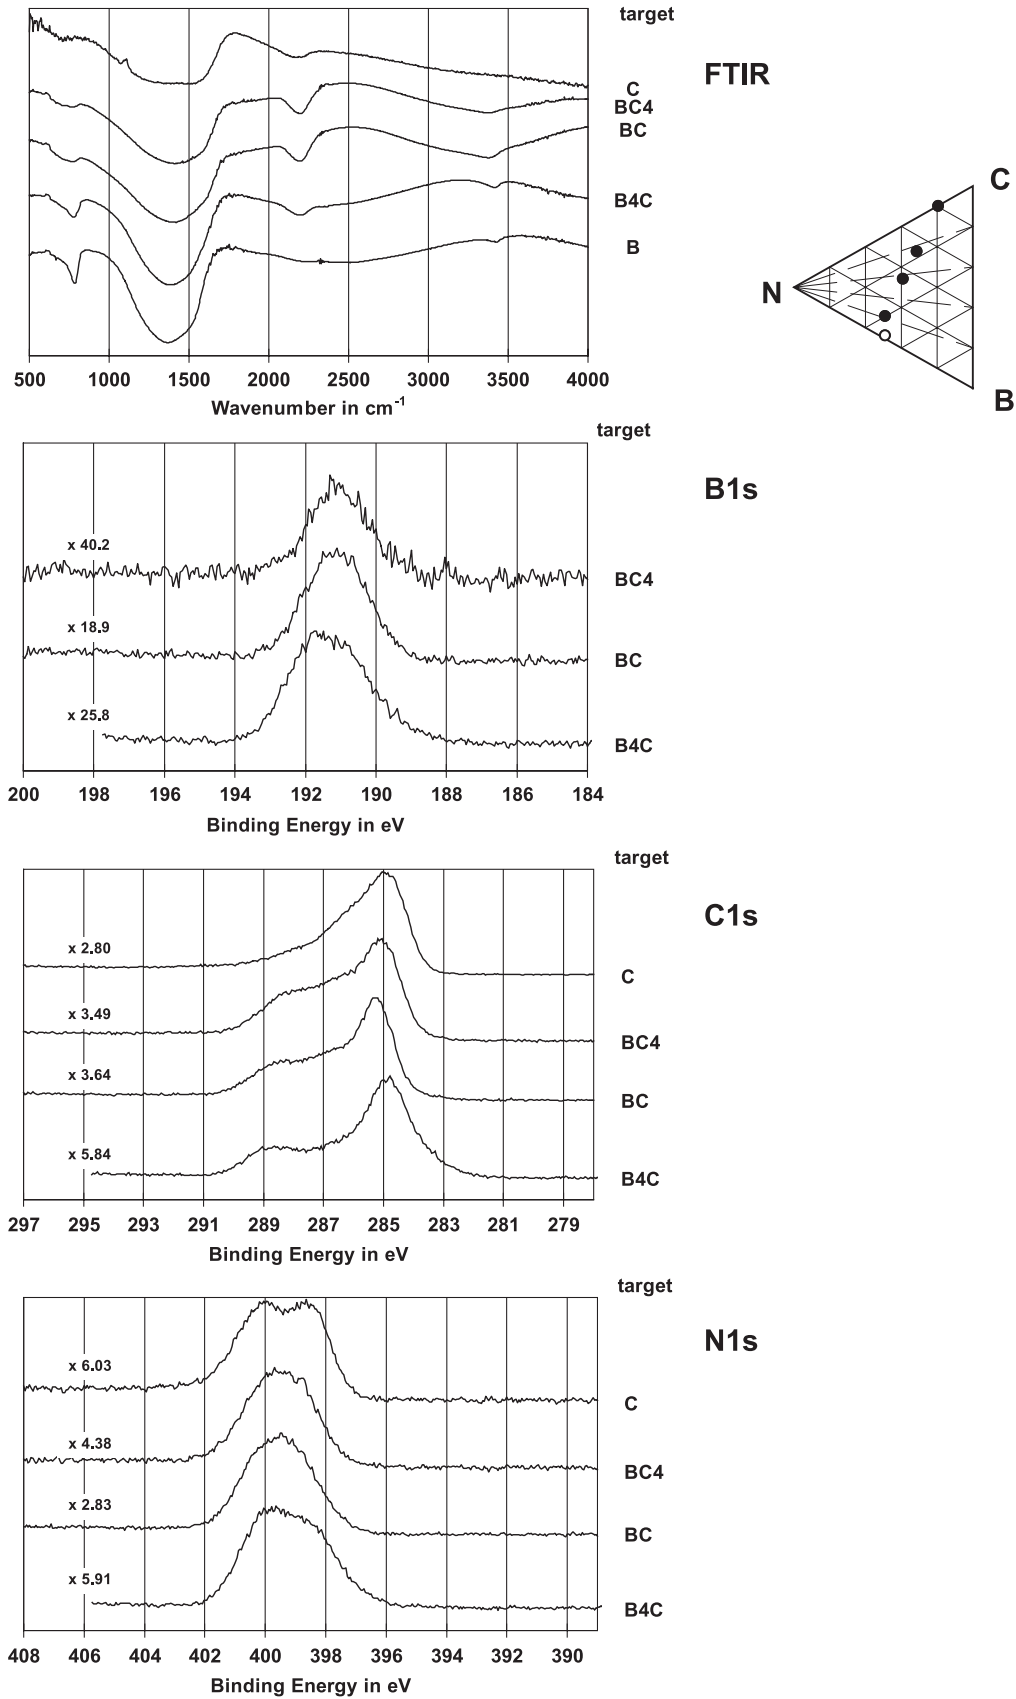 target
FTIR
C
BC4
BC
B4C
B
500 1000 1500 2000 2500 3000 3500 4000
Wavenumber in cm-1
C
N
B
target
B1s
x 40.2
BC4
x 18.9
BC
x 25.8
B4C
200 198 196 194 192 190 188 186 184
Binding Energy in eV
target
C1s
x 2.80
C
x 3.49
BC4
x 3.64
BC
x 5.84
B4C
297 295 293 291 289 287 285 283 281 279
Binding Energy in eV
target
N1s
x 6.03
C
x 4.38
BC4
x 2.83
BC
x 5.91
B4C
408 406 404 402 400 398 396 394 392 390
Binding Energy in eV